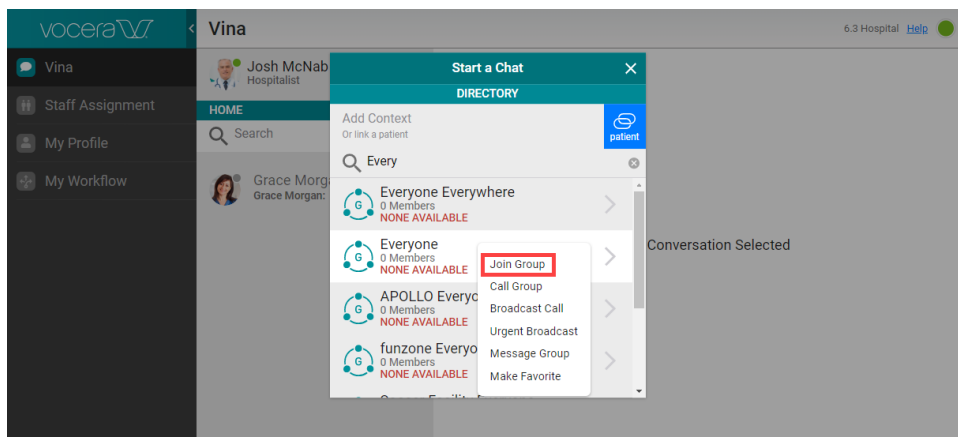 vocera
Vina
6.3 Hospital Help
Vina
Staff Assignment
My Profile
My Workflow
Josh McNab
Hospitalist
HOME
Search
Grace Morg
Grace Morgan:
Start a Chat
DIRECTORY
Add Context
Or link a patient
patient
Every
Everyone Everywhere
G
0 Members
NONE AVAILABLE
Everyone
G
0 Members
NONE AVAILABLE
APOLLO Everyo
G
0 Members
NONE AVAILABLE
funzone Everyo
G
0 Members
NONE AVAILABLE
Join Group
Call Group
Broadcast Call
Urgent Broadcast
Message Group
Make Favorite
Conversation Selected